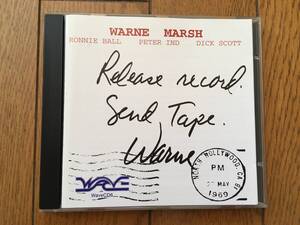 WARNE MARSH
RONNIE BALL PETER IND DICK SCOTT
Release record.
Send Tape.
Warne
WAVE
WaveCD6
NORTH HOLLYWOOD CA
PM
MAY
1969